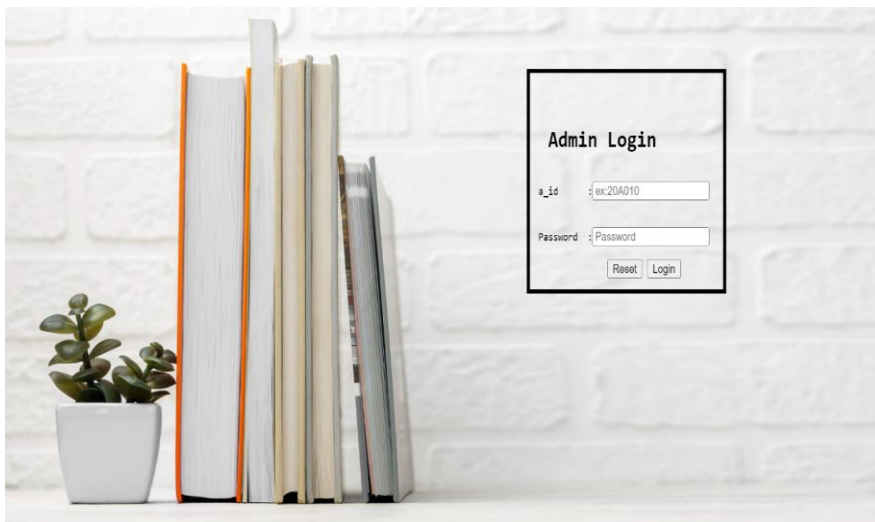 Admin Login
a_id :ex:20A010
Password :Password
Reset Login